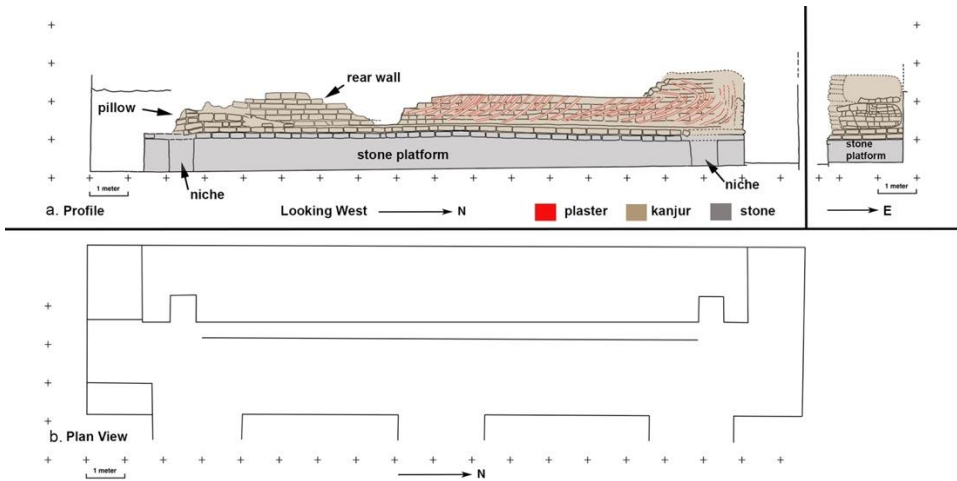 rear wall
pillow
stone platform
niche
niche
1 meter
a. Profile
Looking West
N
plaster
kanjur
stone
stone
platform
1 meter
E
b. Plan View
1 meter
N